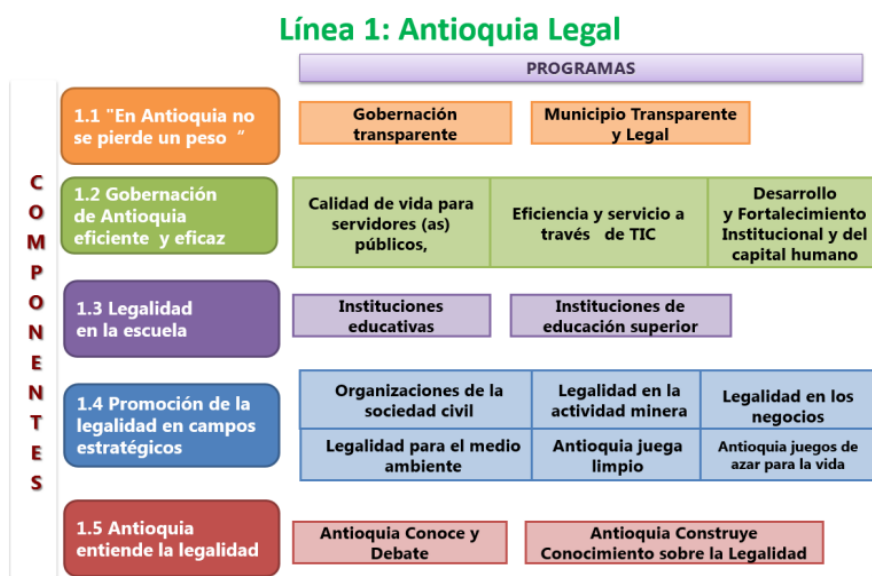 Línea 1: Antioquia Legal
PROGRAMAS
COMPONENTES
1.1 "En Antioquia no
se pierde un peso "
Gobernación
transparente
Municipio Transparente
y Legal
1.2 Gobernación
de Antioquia
eficiente y eficaz
Calidad de vida para
servidores (as)
públicos,
Eficiencia y servicio a
través de TIC
Desarrollo
y Fortalecimiento
Institucional y del
capital humano
1.3 Legalidad
en la escuela
Instituciones
educativas
Instituciones de
educación superior
1.4 Promoción de la
legalidad en campos
estratégicos
Organizaciones de la
sociedad civil
Legalidad en la
actividad minera
Legalidad en los
negocios
Legalidad para el medio
ambiente
Antioquia juega
limpio
Antioquia juegos de
azar para la vida
1.5 Antioquia
entiende la legalidad
Antioquia Conoce y
Debate
Antioquia Construye
Conocimiento sobre la Legalidad